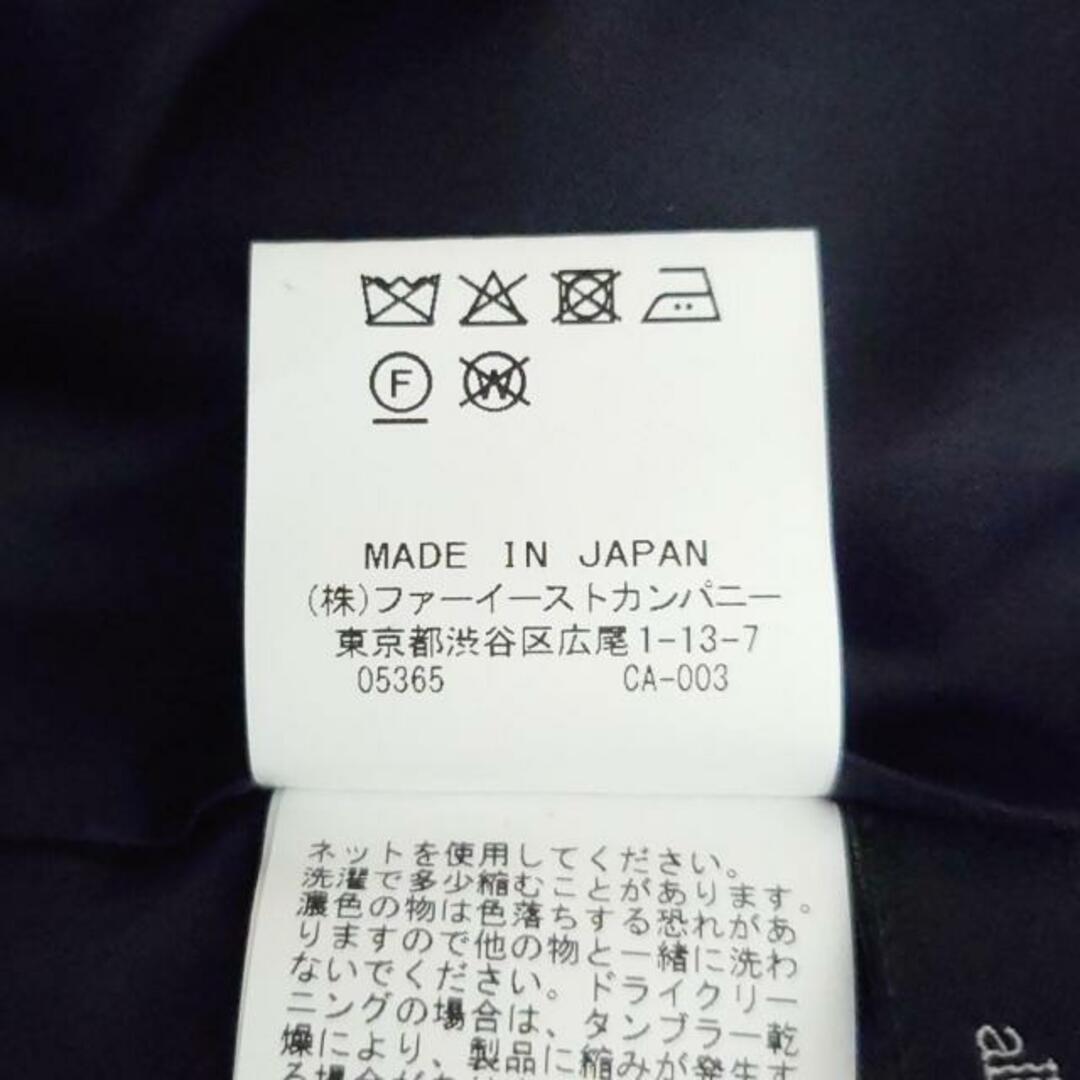 F W
MADE IN JAPAN
(株)ファーイーストカンパニー
東京都渋谷区広尾1-13-7
05365 CA-003
ネットを使用してください。
洗濯で多少縮むことがあります。
濃色の物は色落ちする恐れがあ
りますので他の物と一緒に洗わ
ないでください。ドライクリー
ニングの場合は、タンブラー乾
燥により、製品に縮みが発生す
る場合が